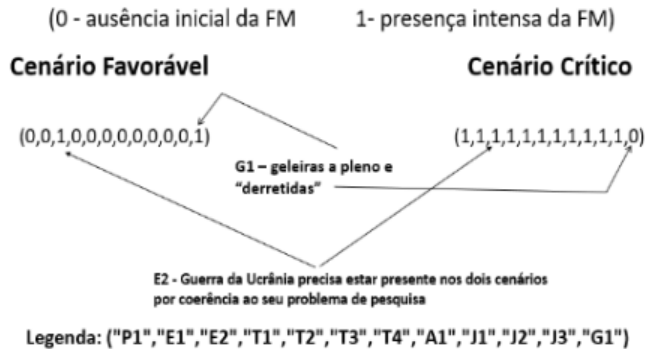 (0 - ausência inicial da FM 1- presença intensa da FM)
Cenário Favorável Cenário Crítico
(0,0,1,0,0,0,0,0,0,0,0,1) (1,1,1,1,1,1,1,1,1,1,1,0)
G1 – geleiras a pleno e
“derretidas”
E2 - Guerra da Ucrânia precisa estar presente nos dois cenários
por coerência ao seu problema de pesquisa
Legenda: ("P1","E1","E2","T1","T2","T3","T4","A1","J1","J2","J3","G1")